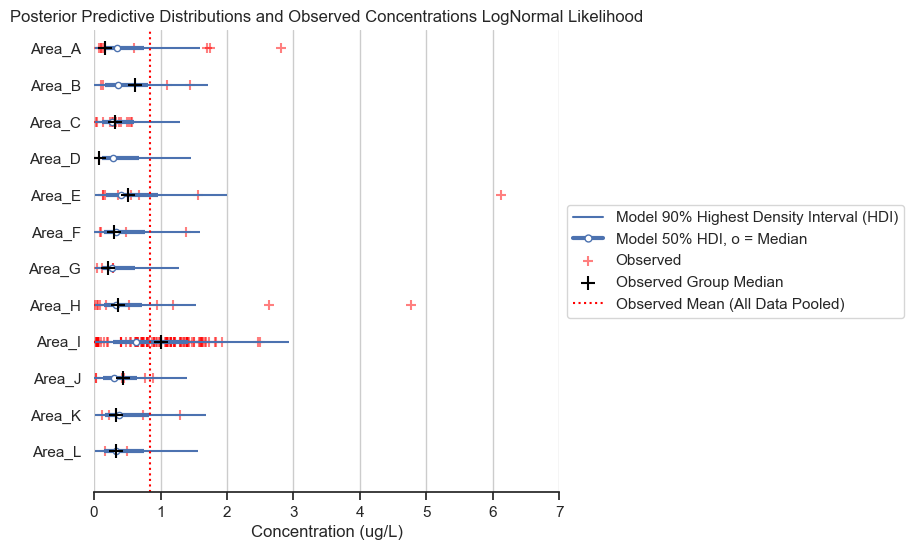 Posterior Predictive Distributions and Observed Concentrations LogNormal Likelihood
Area_A
Area_B
Area_C
Area_D
Area_E
Area_F
Area_G
Area_H
Area_I
Area_J
Area_K
Area_L
0 1 2 3 4 5 6 7
Concentration (ug/L)
Model 90% Highest Density Interval (HDI)
Model 50% HDI, o = Median
Observed
Observed Group Median
Observed Mean (All Data Pooled)